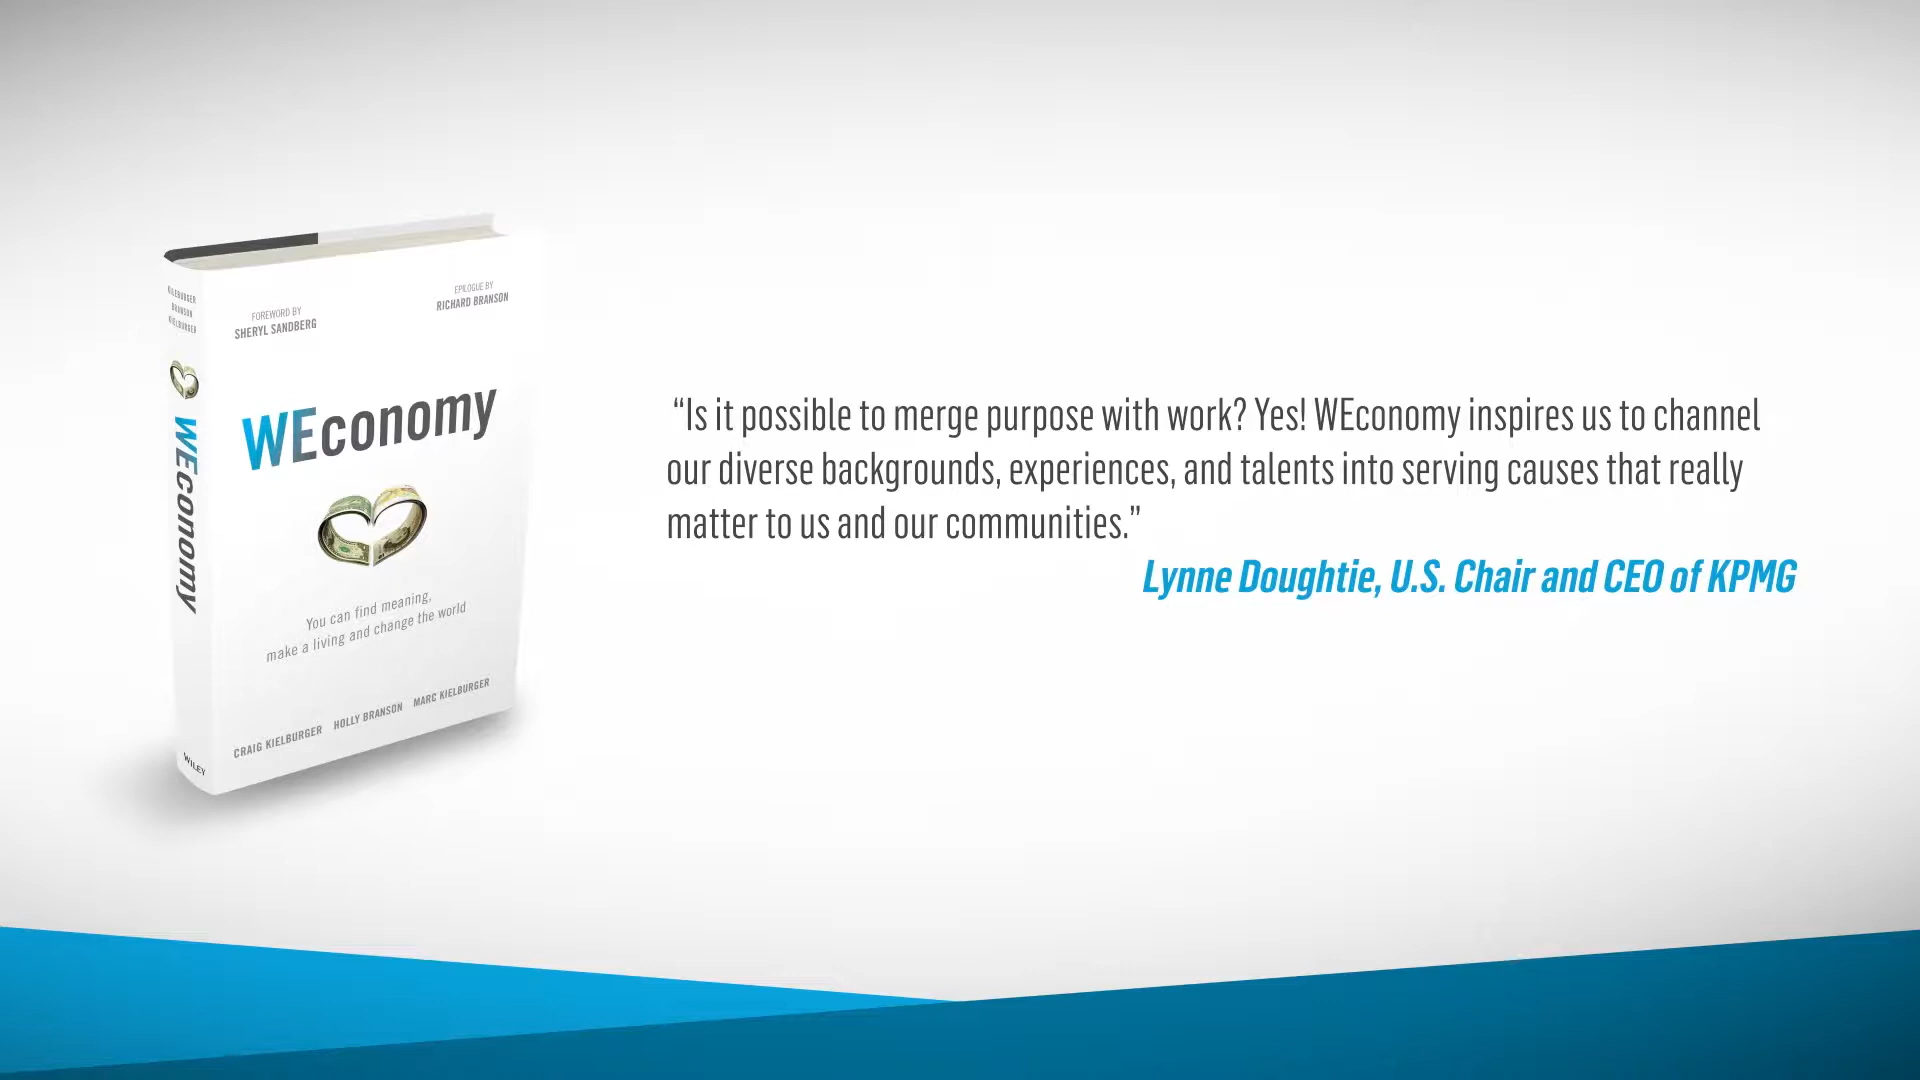 KIELBURGER
BRANSON
KIELBURGER
WEconomy
WILEY
FOREWORD BY
SHERYL SANDBERG
EPILOGUE BY
RICHARD BRANSON
WEconomy
You can find meaning,
make a living and change the world
CRAIG KIELBURGER HOLLY BRANSON MARC KIELBURGER
“Is it possible to merge purpose with work? Yes! WEconomy inspires us to channel
our diverse backgrounds, experiences, and talents into serving causes that really
matter to us and our communities.”
Lynne Doughtie, U.S. Chair and CEO of KPMG